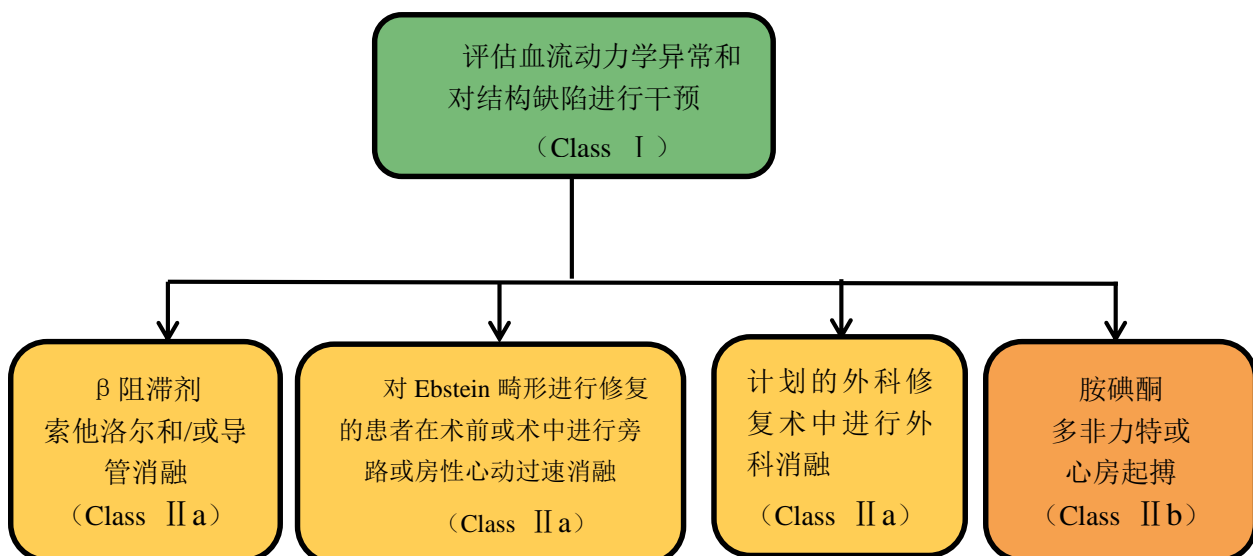 评估血流动力学异常和
对结构缺陷进行干预
（Class Ⅰ）
β阻滞剂
索他洛尔和/或导
管消融
（Class Ⅱa）
对 Ebstein 畸形进行修复
的患者在术前或术中进行旁
路或房性心动过速消融
（Class Ⅱa）
计划的外科修
复术中进行外
科消融
（Class Ⅱa）
胺碘酮
多非力特或
心房起搏
（Class Ⅱb）